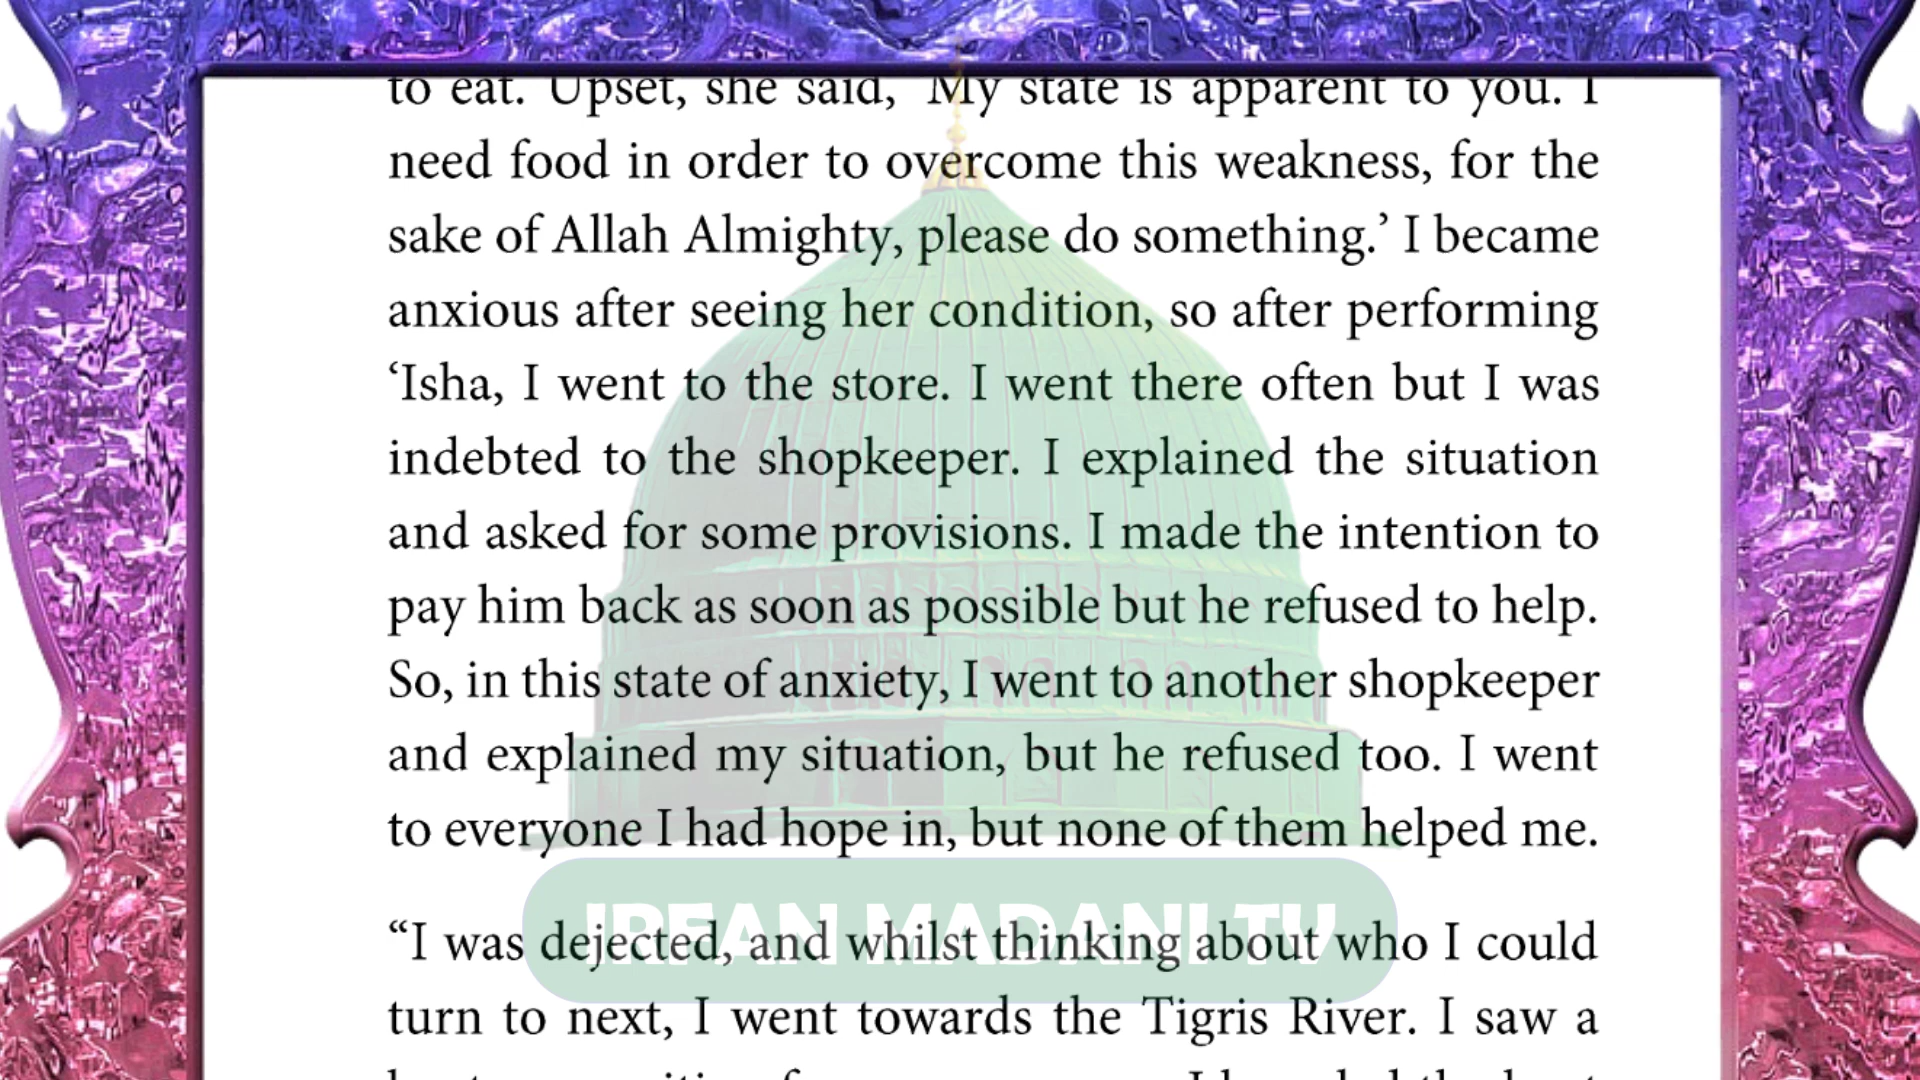 to eat. Upset, she said, ‘My state is apparent to you. I
need food in order to overcome this weakness, for the
sake of Allah Almighty, please do something.’ I became
anxious after seeing her condition, so after performing
‘Isha, I went to the store. I went there often but I was
indebted to the shopkeeper. I explained the situation
and asked for some provisions. I made the intention to
pay him back as soon as possible but he refused to help.
So, in this state of anxiety, I went to another shopkeeper
and explained my situation, but he refused too. I went
to everyone I had hope in, but none of them helped me.
“I was dejected, and whilst thinking about who I could
IRFAN MADANI TV
turn to next, I went towards the Tigris River. I saw a